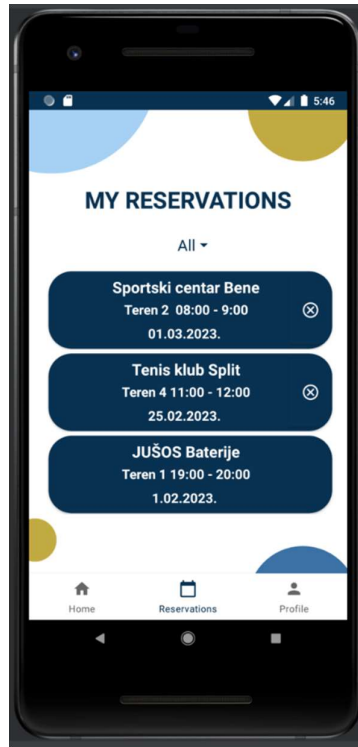 5:46
MY RESERVATIONS
All
Sportski centar Bene
Teren 2 08:00 - 9:00
01.03.2023.
Tenis klub Split
Teren 4 11:00 - 12:00
25.02.2023.
JUŠOS Baterije
Teren 1 19:00 - 20:00
1.02.2023.
Home
Reservations
Profile